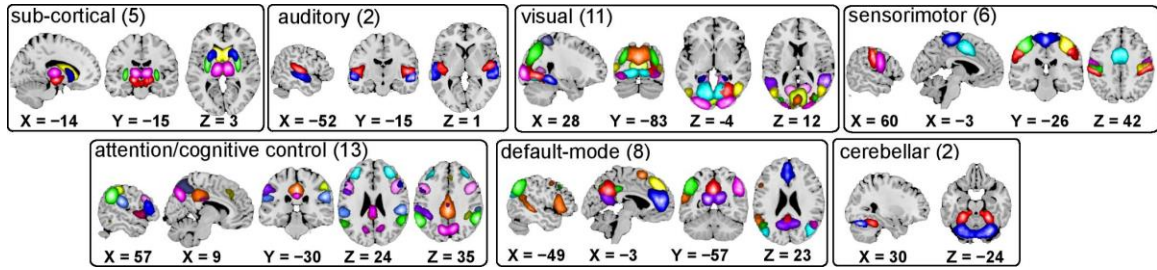 sub-cortical (5)
X = −14 Y = −15 Z = 3
auditory (2)
X = −52 Y = −15 Z = 1
visual (11)
X = 28 Y = −83 Z = -4 Z = 12
sensorimotor (6)
X = 60 X = −3 Y = −26 Z = 42
attention/cognitive control (13)
X = 57 X = 9 Y = −30 Z = 24 Z = 35
default-mode (8)
X = −49 X = −3 Y = −57 Z = 23
cerebellar (2)
X = 30 Z = −24